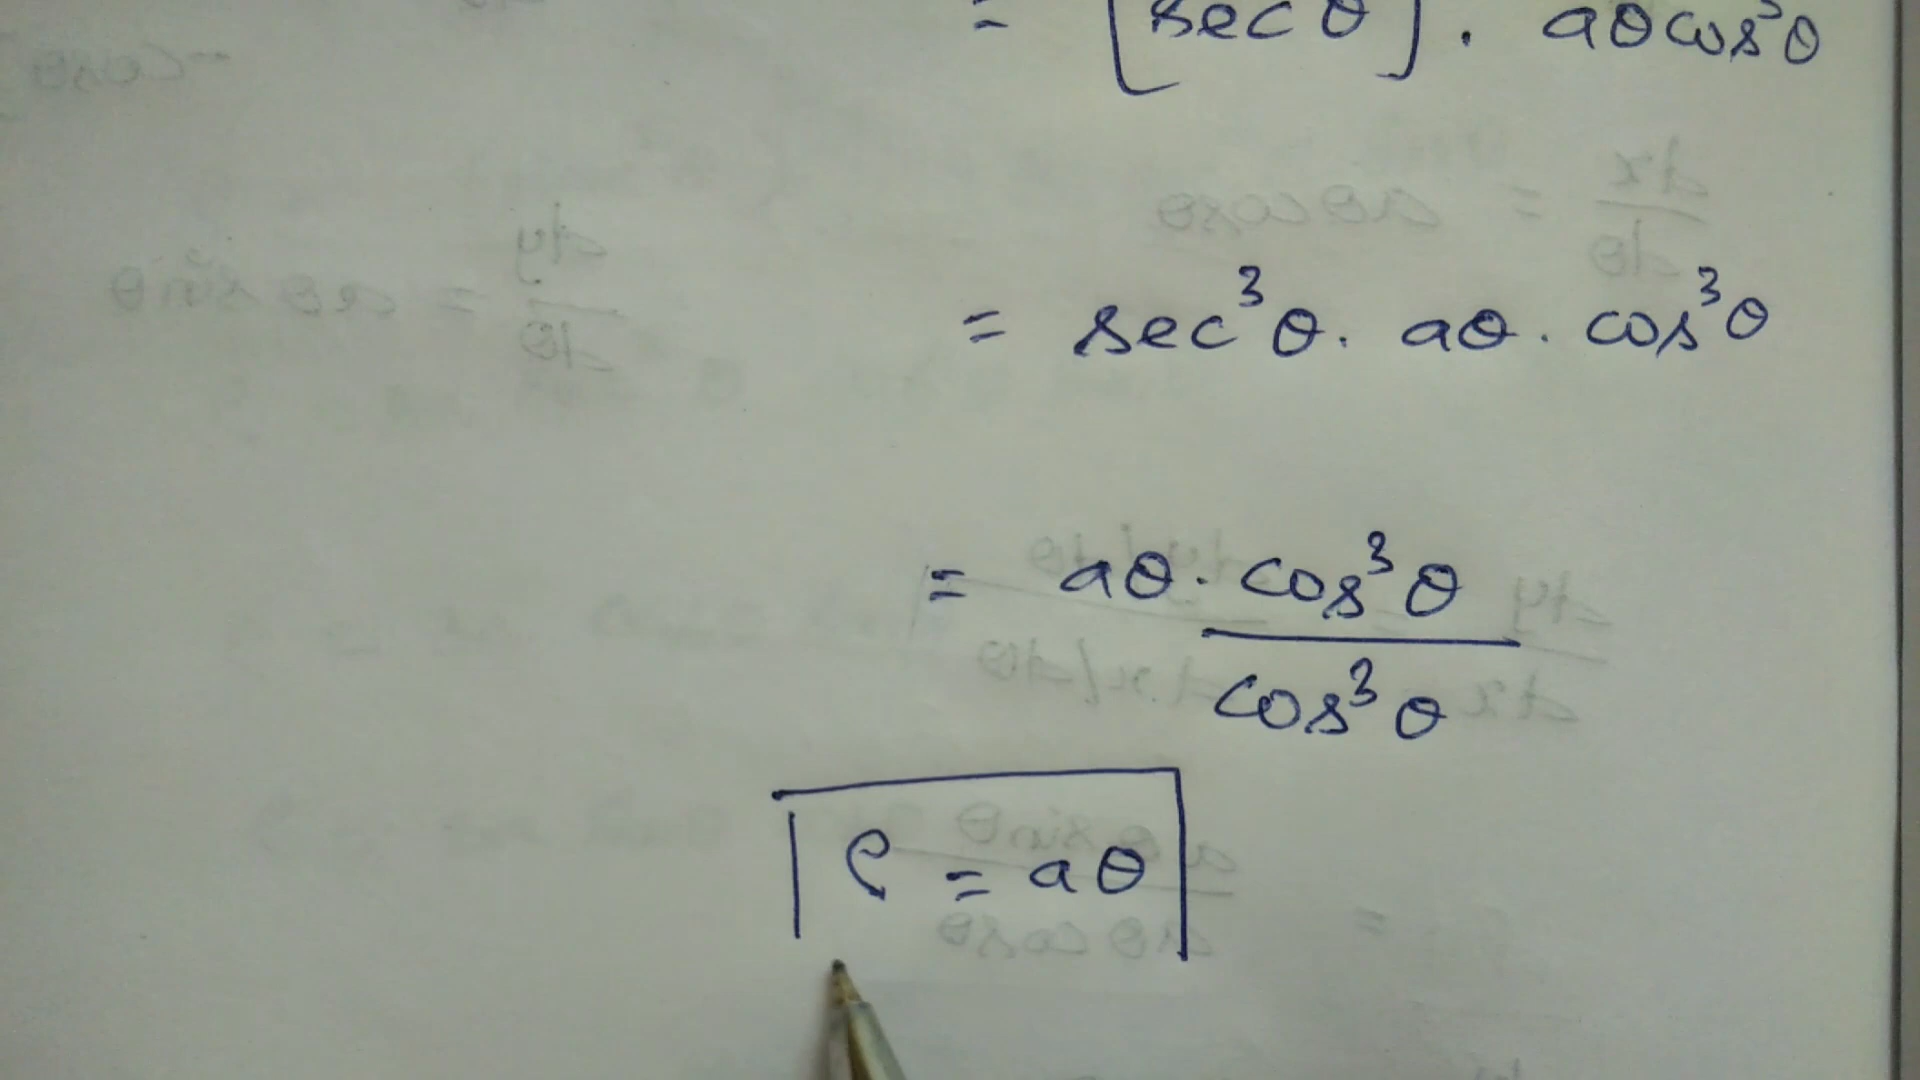 = [sec θ] . aθ cos³θ
= sec³θ . aθ . cos³θ
= aθ . cos³θ
cos³θ
ρ = aθ